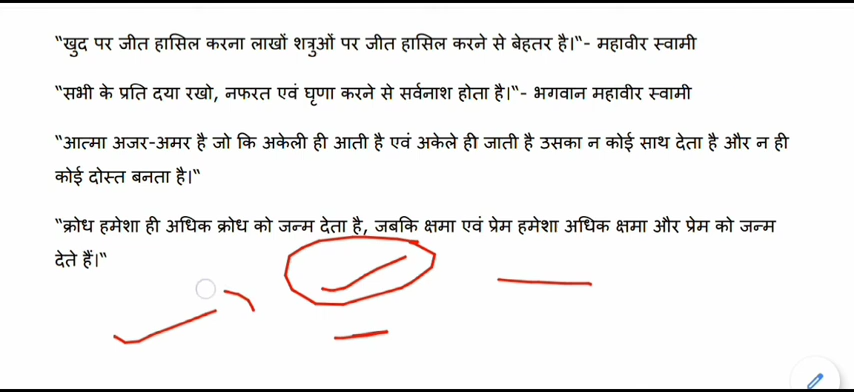 "खुद पर जीत हासिल करना लाखों शत्रुओं पर जीत हासिल करने से बेहतर है।"- महावीर स्वामी
"सभी के प्रति दया रखो, नफरत एवं घृणा करने से सर्वनाश होता है।"- भगवान महावीर स्वामी
"आत्मा अजर-अमर है जो कि अकेली ही आती है एवं अकेले ही जाती है उसका न कोई साथ देता है और न ही
कोई दोस्त बनता है।"
"क्रोध हमेशा ही अधिक क्रोध को जन्म देता है, जबकि क्षमा एवं प्रेम हमेशा अधिक क्षमा और प्रेम को जन्म
देते हैं।"